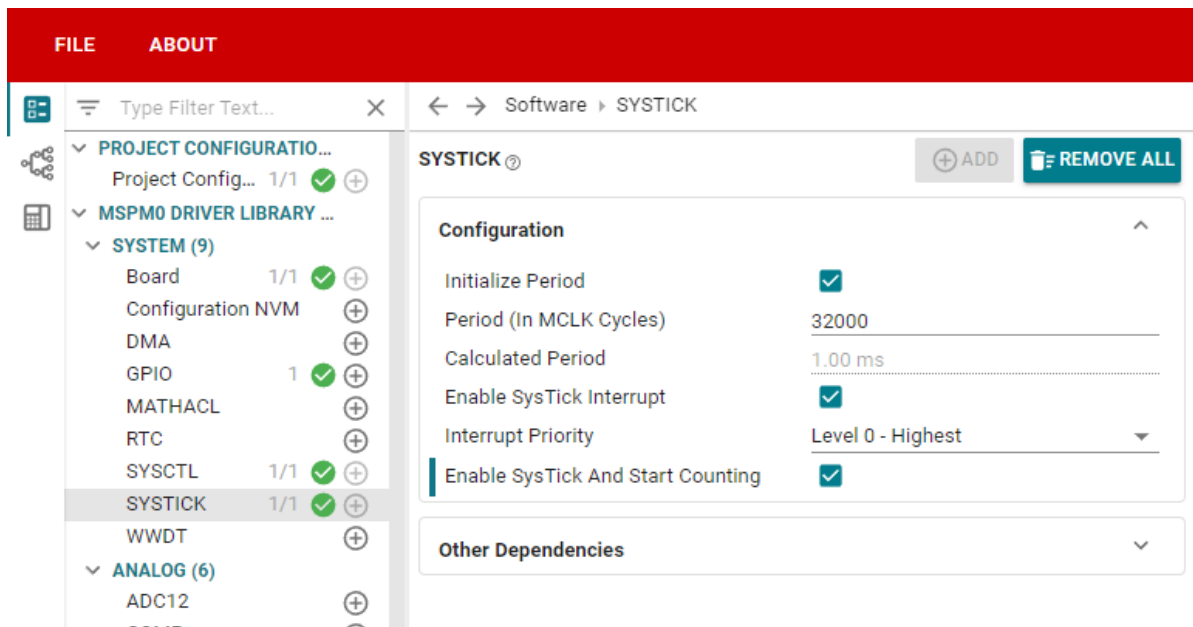 FILE ABOUT
Type Filter Text...
PROJECT CONFIGURATIO...
Project Config... 1/1
MSPM0 DRIVER LIBRARY ...
SYSTEM (9)
Board 1/1
Configuration NVM
DMA
GPIO 1
MATHACL
RTC
SYSCTL 1/1
SYSTICK 1/1
WWDT
ANALOG (6)
ADC12
Software SYSTICK
SYSTICK
ADD
REMOVE ALL
Configuration
Initialize Period
Period (In MCLK Cycles) 32000
Calculated Period 1.00 ms
Enable SysTick Interrupt
Interrupt Priority Level 0 - Highest
Enable SysTick And Start Counting
Other Dependencies